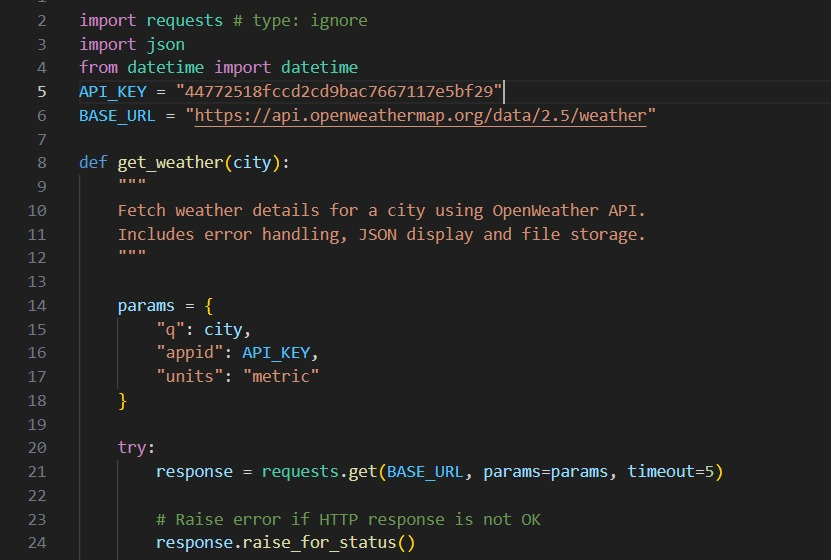 2 import requests # type: ignore
3 import json
4 from datetime import datetime
5 API_KEY = "44772518fccd2cd9bac7667117e5bf29"
6 BASE_URL = "https://api.openweathermap.org/data/2.5/weather"
7
8 def get_weather(city):
9     """
10     Fetch weather details for a city using OpenWeather API.
11     Includes error handling, JSON display and file storage.
12     """
13
14     params = {
15         "q": city,
16         "appid": API_KEY,
17         "units": "metric"
18     }
19
20     try:
21         response = requests.get(BASE_URL, params=params, timeout=5)
22
23         # Raise error if HTTP response is not OK
24         response.raise_for_status()